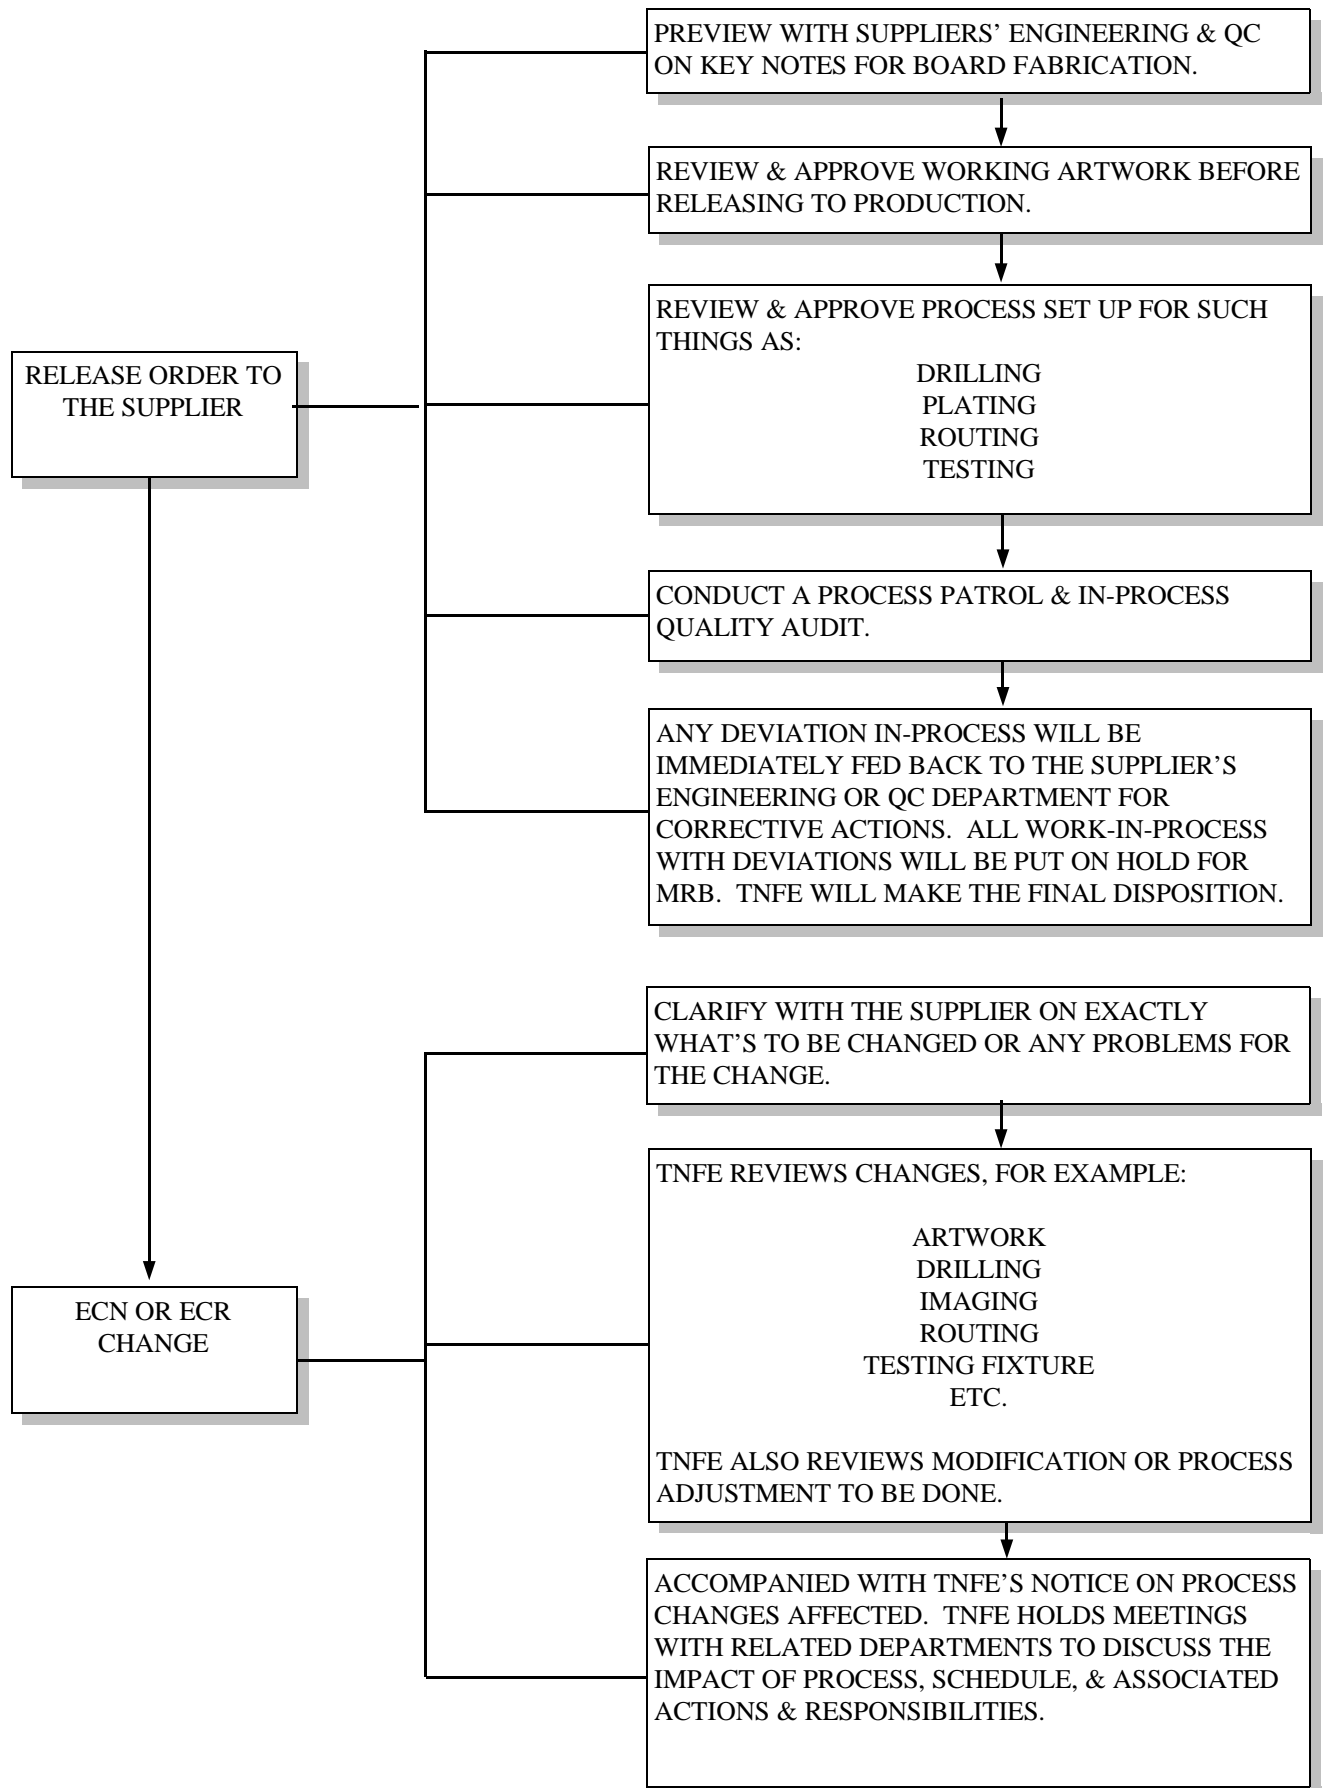 PREVIEW WITH SUPPLIERS’ ENGINEERING & QC
ON KEY NOTES FOR BOARD FABRICATION.
REVIEW & APPROVE WORKING ARTWORK BEFORE
RELEASING TO PRODUCTION.
REVIEW & APPROVE PROCESS SET UP FOR SUCH
THINGS AS:
DRILLING
PLATING
ROUTING
TESTING
RELEASE ORDER TO
THE SUPPLIER
CONDUCT A PROCESS PATROL & IN-PROCESS
QUALITY AUDIT.
ANY DEVIATION IN-PROCESS WILL BE
IMMEDIATELY FED BACK TO THE SUPPLIER’S
ENGINEERING OR QC DEPARTMENT FOR
CORRECTIVE ACTIONS.  ALL WORK-IN-PROCESS
WITH DEVIATIONS WILL BE PUT ON HOLD FOR
MRB.  TNFE WILL MAKE THE FINAL DISPOSITION.
CLARIFY WITH THE SUPPLIER ON EXACTLY
WHAT’S TO BE CHANGED OR ANY PROBLEMS FOR
THE CHANGE.
TNFE REVIEWS CHANGES, FOR EXAMPLE:
ARTWORK
DRILLING
IMAGING
ROUTING
TESTING FIXTURE
ETC.
TNFE ALSO REVIEWS MODIFICATION OR PROCESS
ADJUSTMENT TO BE DONE.
ECN OR ECR
CHANGE
ACCOMPANIED WITH TNFE’S NOTICE ON PROCESS
CHANGES AFFECTED.  TNFE HOLDS MEETINGS
WITH RELATED DEPARTMENTS TO DISCUSS THE
IMPACT OF PROCESS, SCHEDULE, & ASSOCIATED
ACTIONS & RESPONSIBILITIES.